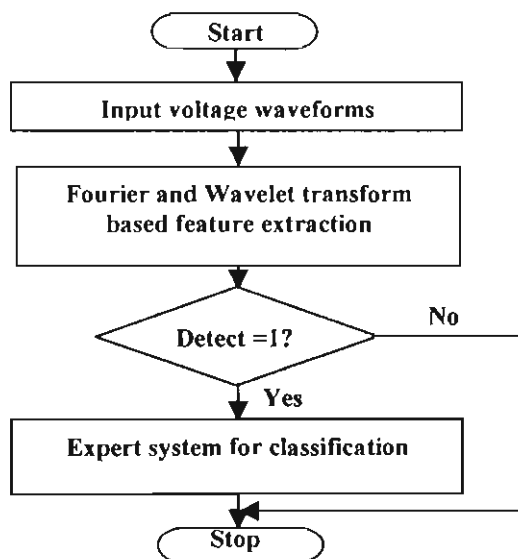 Start
Input voltage waveforms
Fourier and Wavelet transform
based feature extraction
Detect =1?
No
Yes
Expert system for classification
Stop